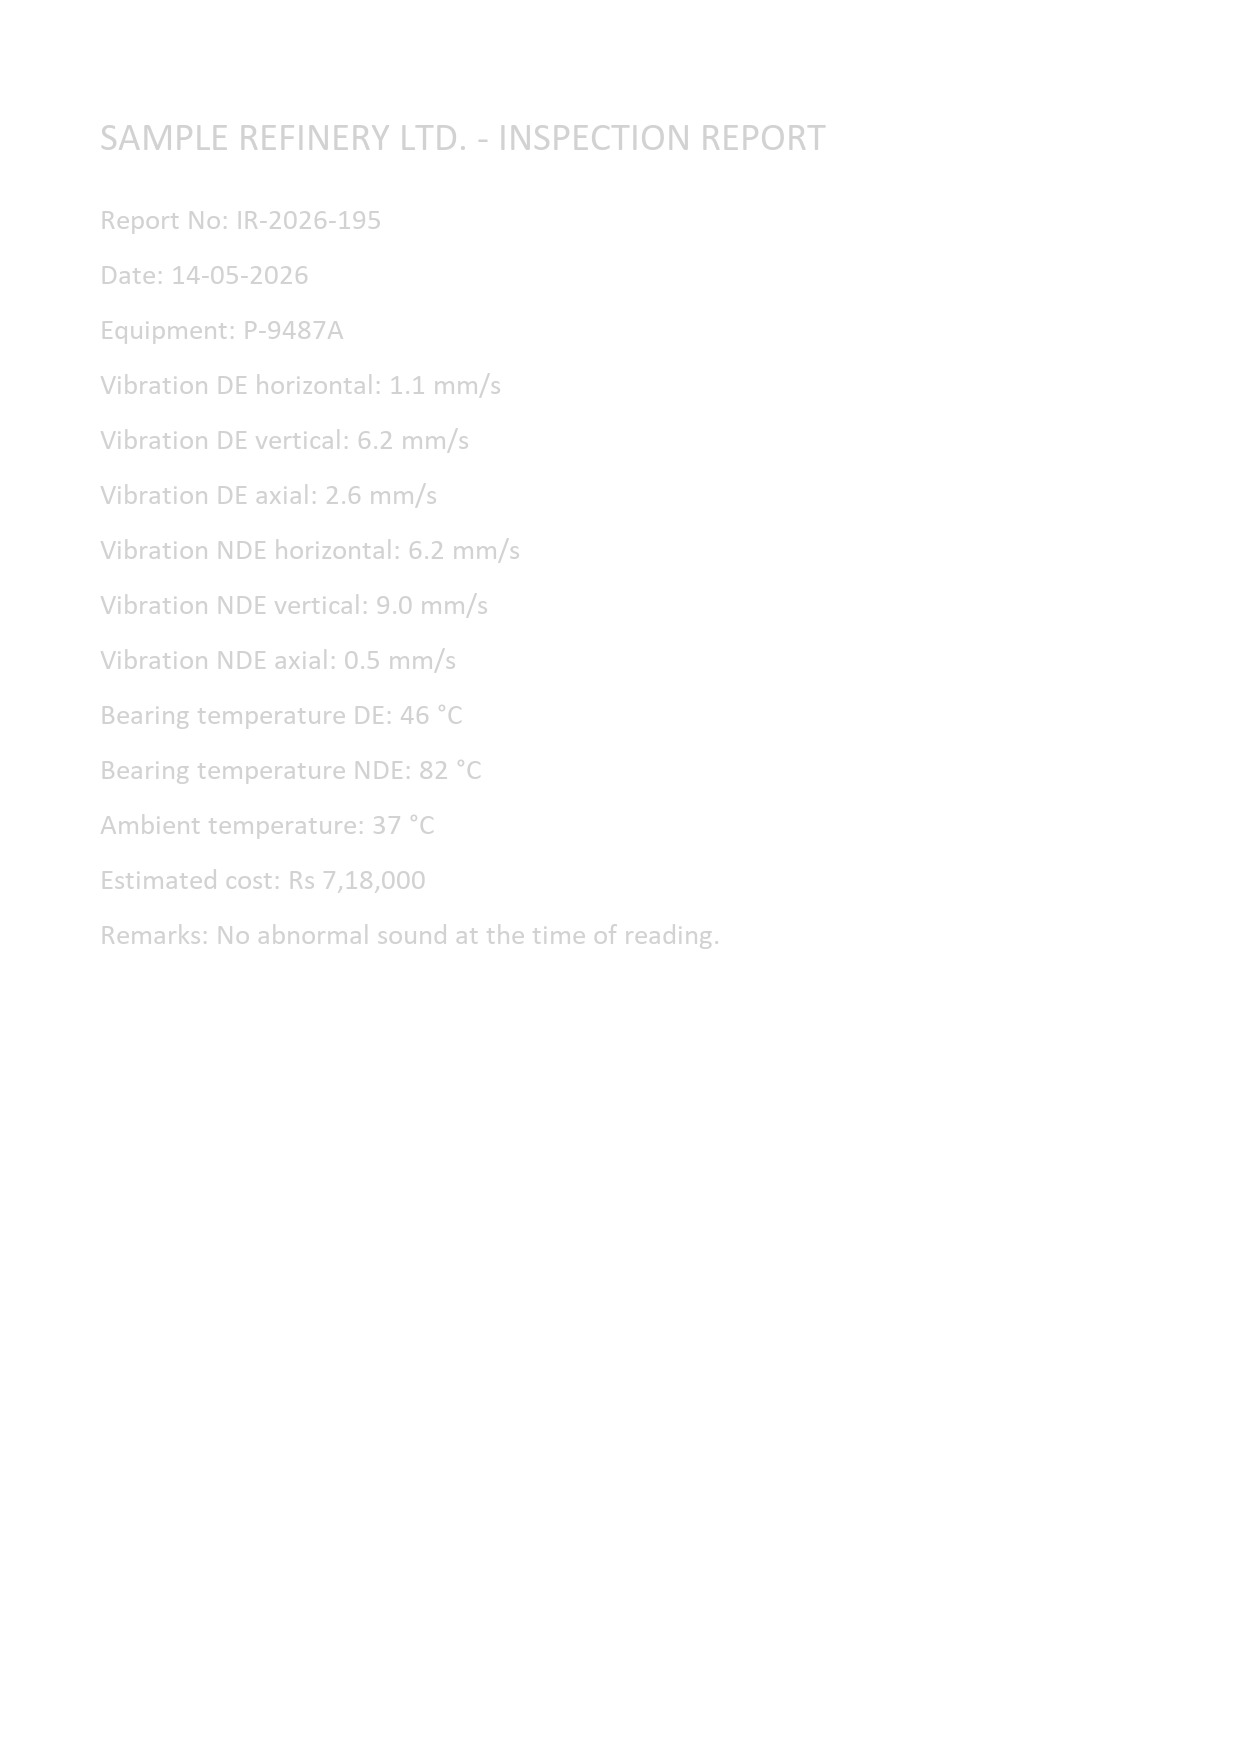 SAMPLE REFINERY LTD. - INSPECTION REPORT
Report No: IR-2026-195
Date: 14-05-2026
Equipment: P-9487A
Vibration DE horizontal: 1.1 mm/s
Vibration DE vertical: 6.2 mm/s
Vibration DE axial: 2.6 mm/s
Vibration NDE horizontal: 6.2 mm/s
Vibration NDE vertical: 9.0 mm/s
Vibration NDE axial: 0.5 mm/s
Bearing temperature DE: 46 °C
Bearing temperature NDE: 82 °C
Ambient temperature: 37 °C
Estimated cost: Rs 7,18,000
Remarks: No abnormal sound at the time of reading.